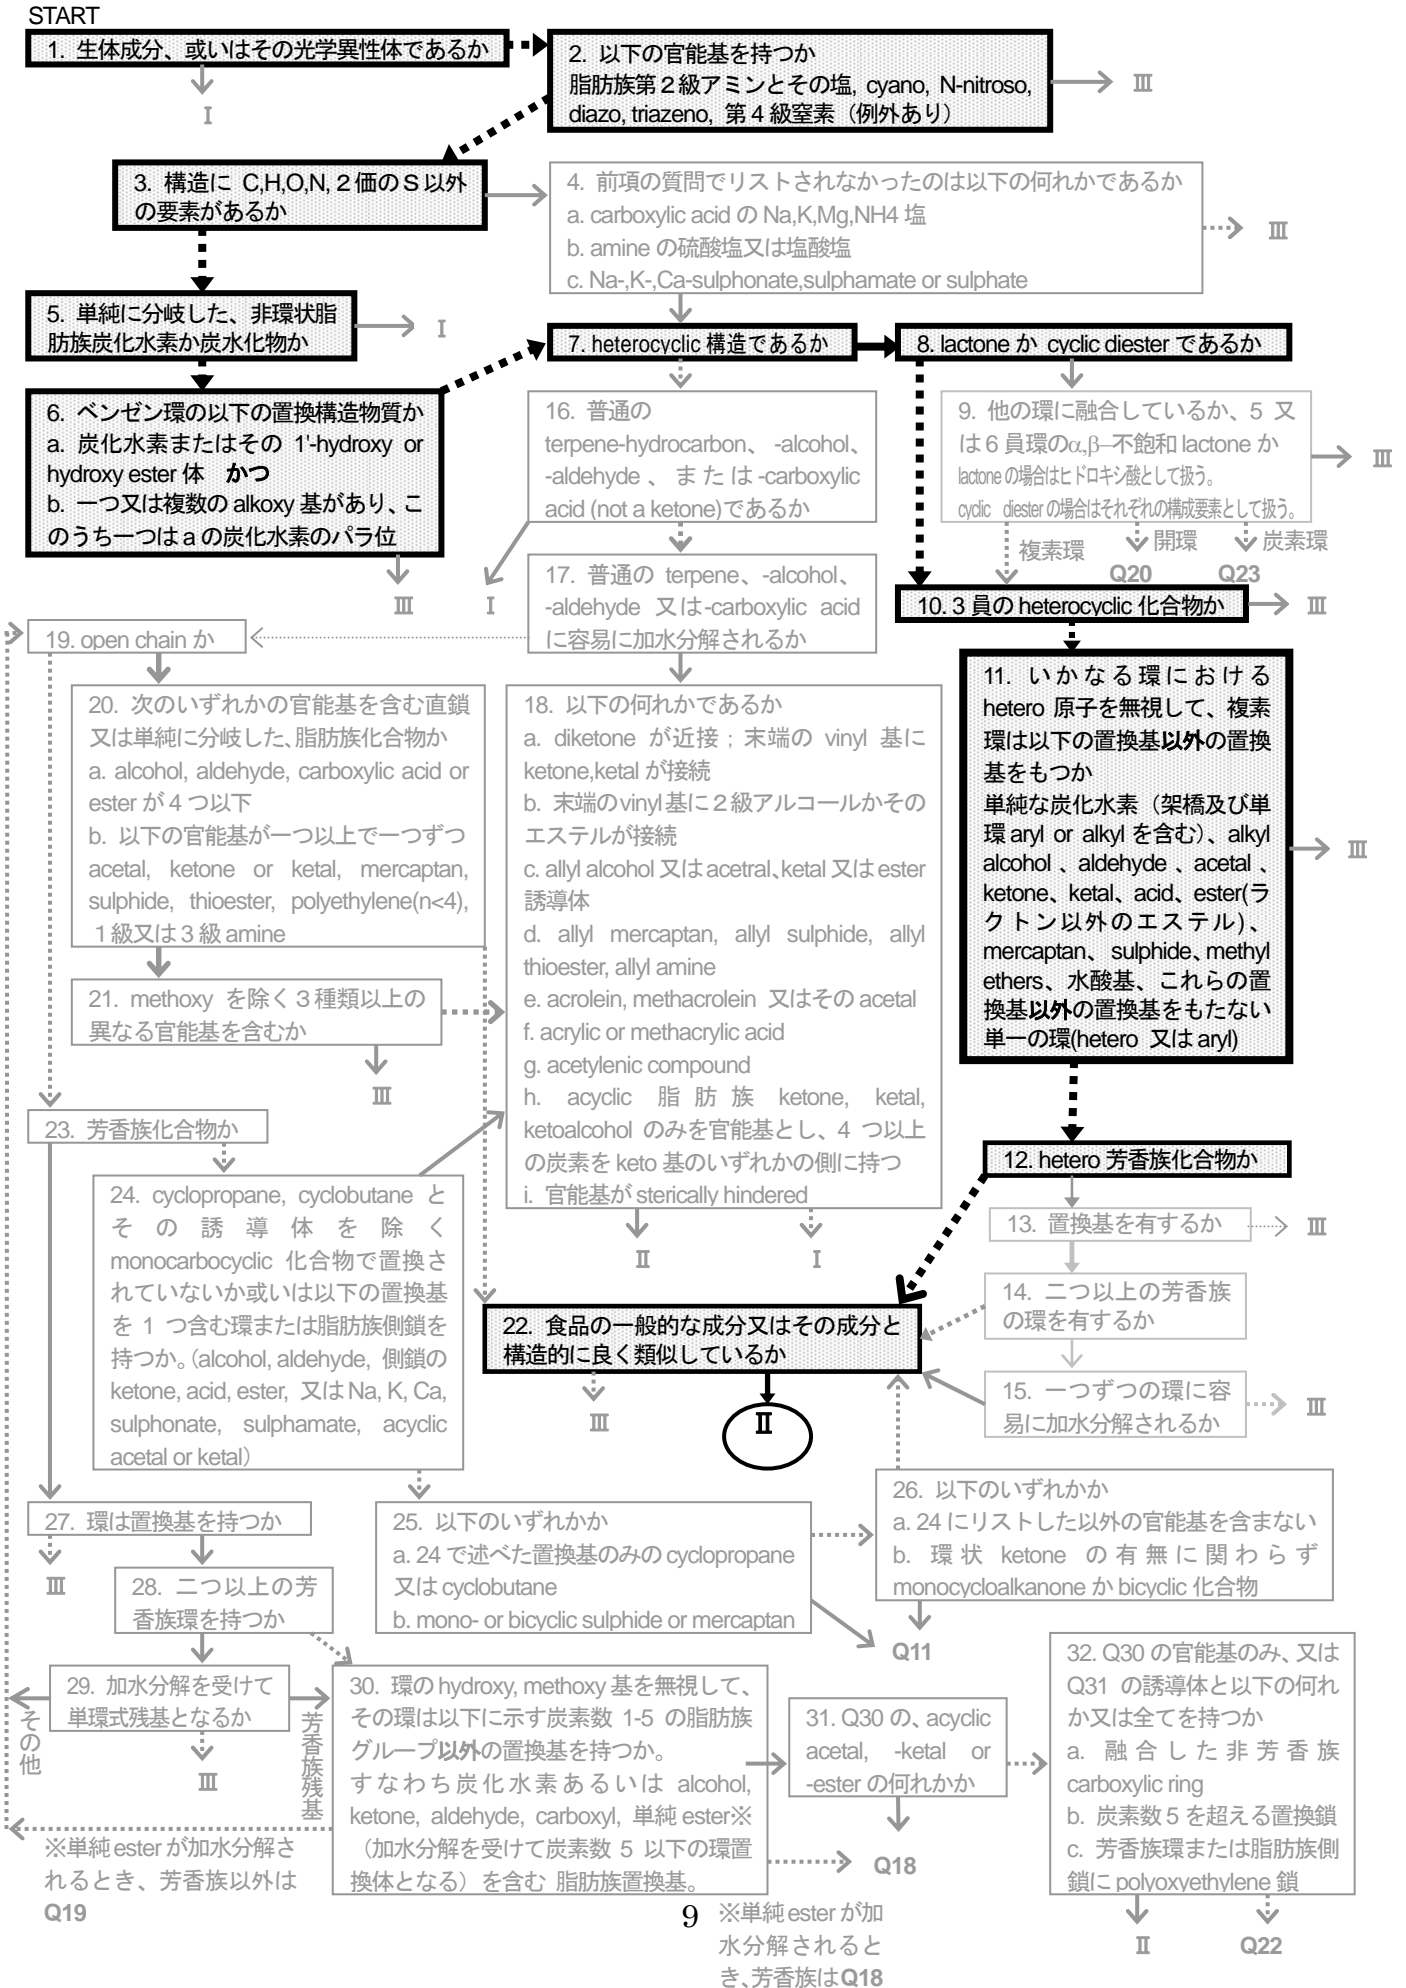 START
1. 生体成分、或いはその光学異性体であるか
I
2. 以下の官能基を持つか
脂肪族第2級アミンとその塩, cyano, N-nitroso,
diazo, triazeno, 第4級窒素（例外あり）
III
3. 構造に C,H,O,N, 2価のS以外
の要素があるか
4. 前項の質問でリストされなかったのは以下の何れかであるか
a. carboxylic acid の Na,K,Mg,NH4 塩
b. amine の硫酸塩又は塩酸塩
c. Na-,K-,Ca-sulphonate,sulphamate or sulphate
III
5. 単純に分岐した、非環状脂
肪族炭化水素か炭水化物か
I
6. ベンゼン環の以下の置換構造物質か
a. 炭化水素またはその 1'-hydroxy or
hydroxy ester 体 かつ
b. 一つ又は複数の alkoxy 基があり、こ
のうち一つは a の炭化水素のパラ位
III
7. heterocyclic 構造であるか
8. lactone か cyclic diester であるか
9. 他の環に融合しているか、5 又
は 6 員環のα,β–不飽和 lactone か
lactone の場合はヒドロキシ酸として扱う。
cyclic diester の場合はそれぞれの構成要素として扱う。
III
複素環
開環
炭素環
Q20
Q23
10. 3 員の heterocyclic 化合物か
III
16. 普通の
terpene-hydrocarbon、-alcohol、
-aldehyde 、または -carboxylic
acid (not a ketone)であるか
I
17. 普通の terpene、-alcohol、
-aldehyde 又は-carboxylic acid
に容易に加水分解されるか
11. いかなる環における
hetero 原子を無視して、複素
環は以下の置換基以外の置換
基をもつか
単純な炭化水素（架橋及び単
環 aryl or alkyl を含む）、alkyl
alcohol 、aldehyde 、acetal 、
ketone、ketal、acid、ester(ラ
クトン以外のエステル)、
mercaptan、 sulphide、methyl
ethers、水酸基、これらの置
換基以外の置換基をもたない
単一の環(hetero 又は aryl)
III
19. open chain か
20. 次のいずれかの官能基を含む直鎖
又は単純に分岐した、脂肪族化合物か
a. alcohol, aldehyde, carboxylic acid or
ester が 4 つ以下
b. 以下の官能基が一つ以上で一つずつ
acetal, ketone or ketal, mercaptan,
sulphide, thioester, polyethylene(n<4),
1 級又は 3 級 amine
18. 以下の何れかであるか
a. diketone が近接；末端の vinyl 基に
ketone,ketal が接続
b. 末端の vinyl 基に 2 級アルコールかその
エステルが接続
c. allyl alcohol 又は acetral、ketal 又は ester
誘導体
d. allyl mercaptan, allyl sulphide, allyl
thioester, allyl amine
e. acrolein, methacrolein 又はその acetal
f. acrylic or methacrylic acid
g. acetylenic compound
h. acyclic 脂肪族 ketone, ketal,
ketoalcohol のみを官能基とし、4 つ以上
の炭素を keto 基のいずれかの側に持つ
i. 官能基が sterically hindered
II
I
21. methoxy を除く 3 種類以上の
異なる官能基を含むか
III
12. hetero 芳香族化合物か
13. 置換基を有するか
III
14. 二つ以上の芳香族
の環を有するか
15. 一つずつの環に容
易に加水分解されるか
III
23. 芳香族化合物か
24. cyclopropane, cyclobutane と
その誘導体を除く
monocarbocyclic 化合物で置換さ
れていないか或いは以下の置換基
を 1 つ含む環または脂肪族側鎖を
持つか。（alcohol, aldehyde, 側鎖の
ketone, acid, ester, 又は Na, K, Ca,
sulphonate, sulphamate, acyclic
acetal or ketal）
22. 食品の一般的な成分又はその成分と
構造的に良く類似しているか
III
II
25. 以下のいずれかか
a. 24 で述べた置換基のみの cyclopropane
又は cyclobutane
b. mono- or bicyclic sulphide or mercaptan
26. 以下のいずれかか
a. 24 にリストした以外の官能基を含まない
b. 環状 ketone の有無に関わらず
monocycloalkanone か bicyclic 化合物
Q11
27. 環は置換基を持つか
III
28. 二つ以上の芳
香族環を持つか
29. 加水分解を受けて
単環式残基となるか
その他
芳香族残基
III
30. 環の hydroxy, methoxy 基を無視して、
その環は以下に示す炭素数 1-5 の脂肪族
グループ以外の置換基を持つか。
すなわち炭化水素あるいは alcohol,
ketone, aldehyde, carboxyl, 単純 ester※
（加水分解を受けて炭素数 5 以下の環置
換体となる）を含む 脂肪族置換基。
31. Q30 の、acyclic
acetal, -ketal or
-ester の何れかか
Q18
32. Q30 の官能基のみ、又は
Q31 の誘導体と以下の何れ
か又は全てを持つか
a. 融合した非芳香族
carboxylic ring
b. 炭素数 5 を超える置換鎖
c. 芳香族環または脂肪族側
鎖に polyoxyethylene 鎖
II
Q22
※単純 ester が加水分解さ
れるとき、芳香族以外は
Q19
※単純 ester が加
水分解されると
き、芳香族は Q18
9